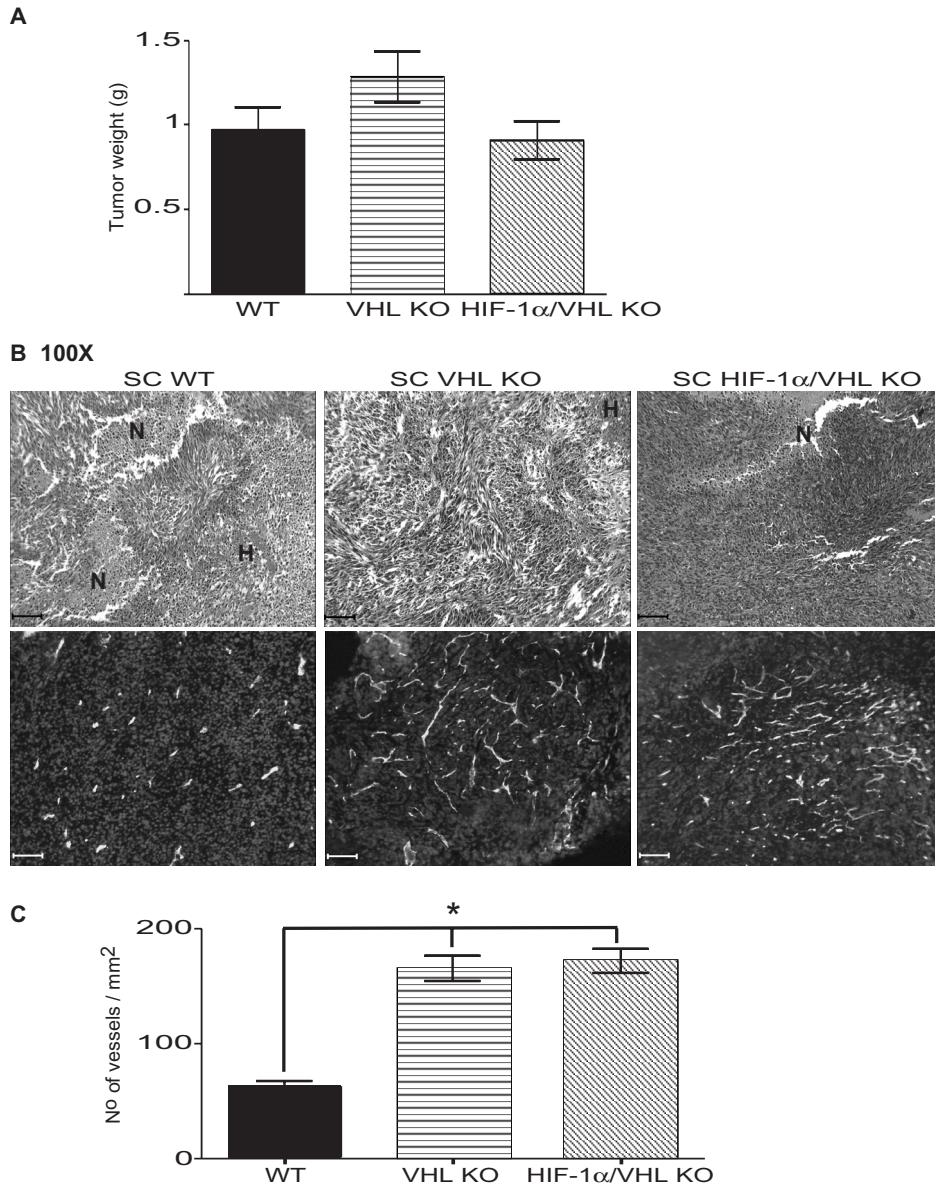 A
1.5
1
0.5
Tumor weight (g)
WT VHL KO HIF-1α/VHL KO
B 100X
SC WT SC VHL KO SC HIF-1α/VHL KO
N H N
N H
N
C
*
200
100
0
Nº of vessels / mm²
WT VHL KO HIF-1α/VHL KO